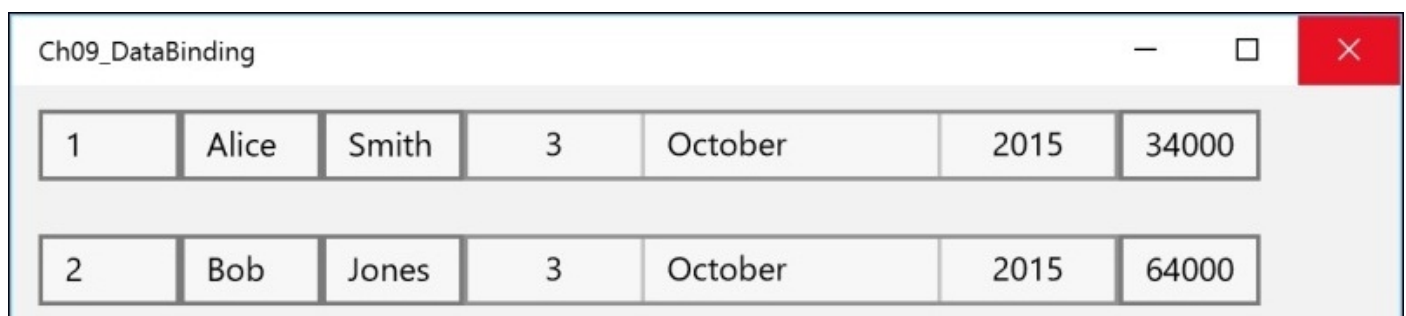 Ch09_DataBinding
1 Alice Smith 3 October 2015 34000
2 Bob Jones 3 October 2015 64000